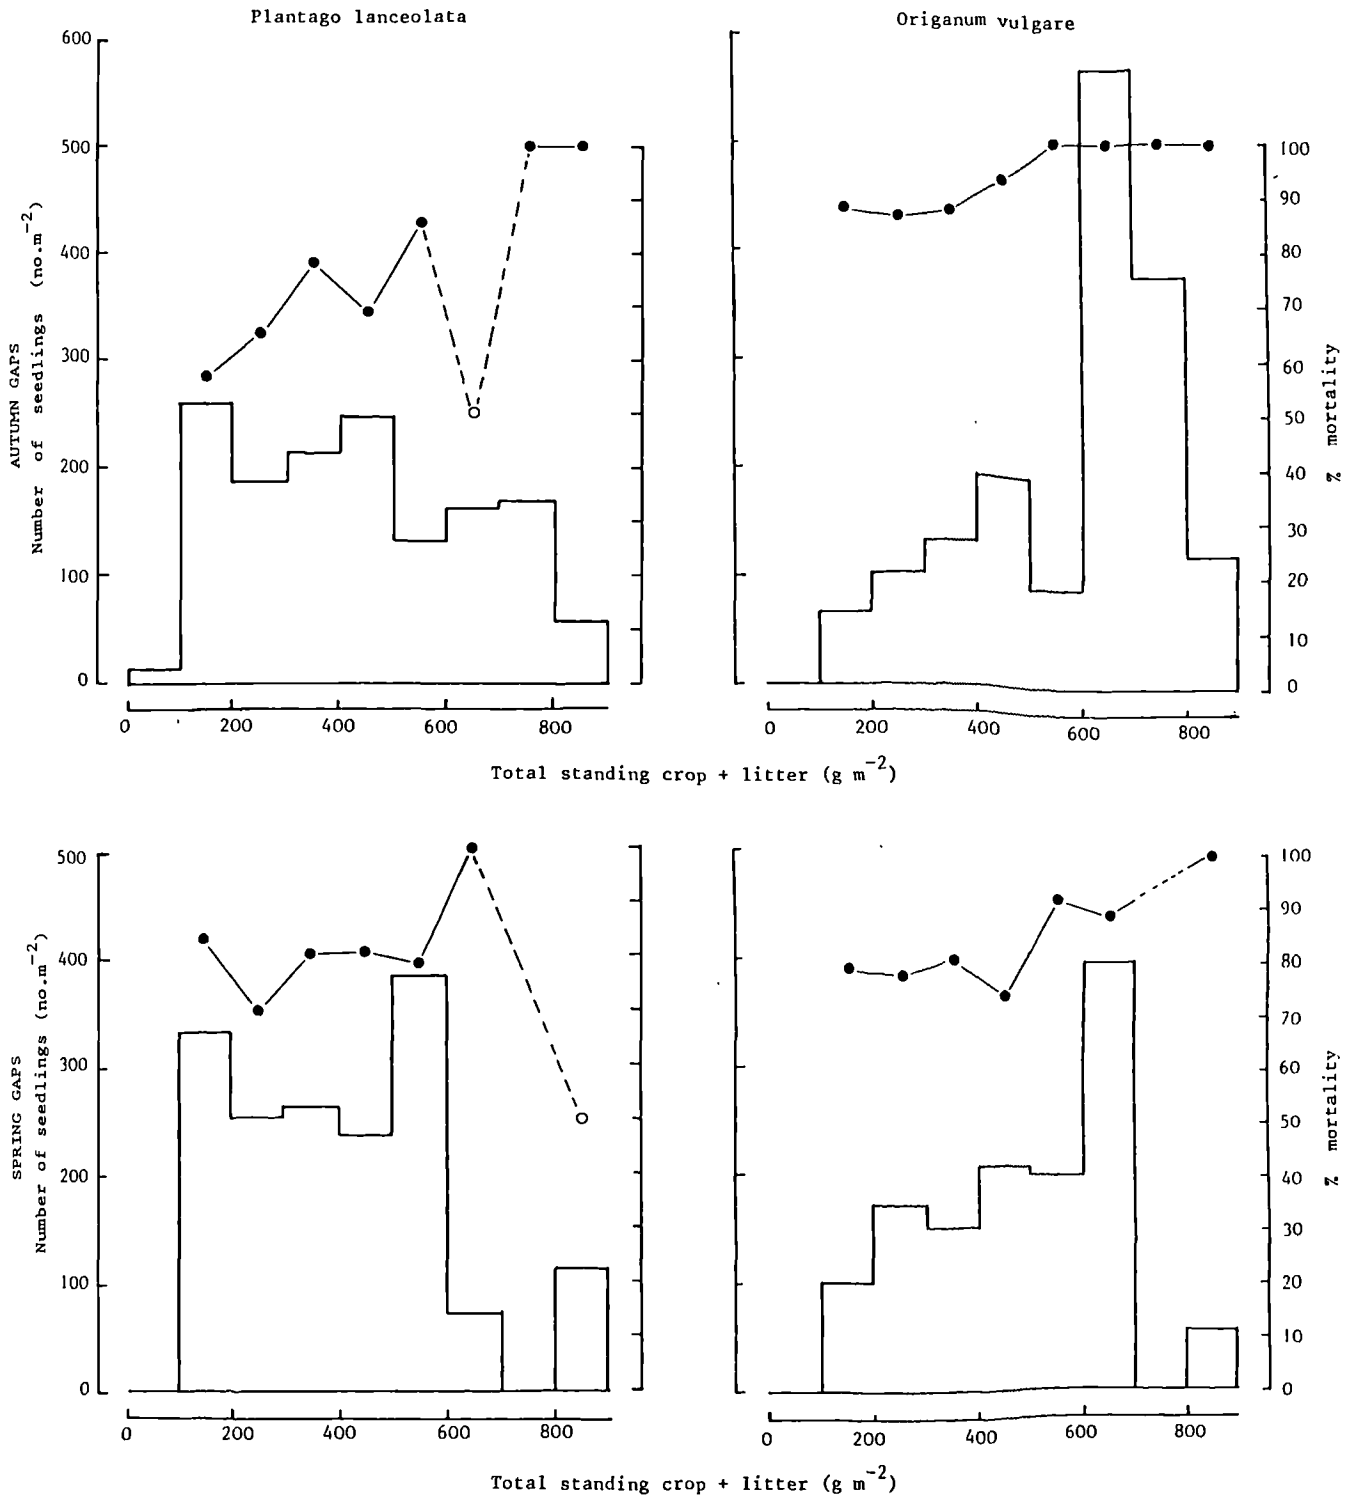 Plantago lanceolata
Origanum vulgare
600
500
400
300
200
100
0
AUTUMN GAPS
Number of seedlings (no.m-2)
0 200 400 600 800
100
90
80
70
60
50
40
30
20
10
0
% mortality
0 200 400 600 800
Total standing crop + litter (g m-2)
500
400
300
200
100
0
SPRING GAPS
Number of seedlings (no.m-2)
0 200 400 600 800
100
90
80
70
60
50
40
30
20
10
0
% mortality
0 200 400 600 800
Total standing crop + litter (g m-2)